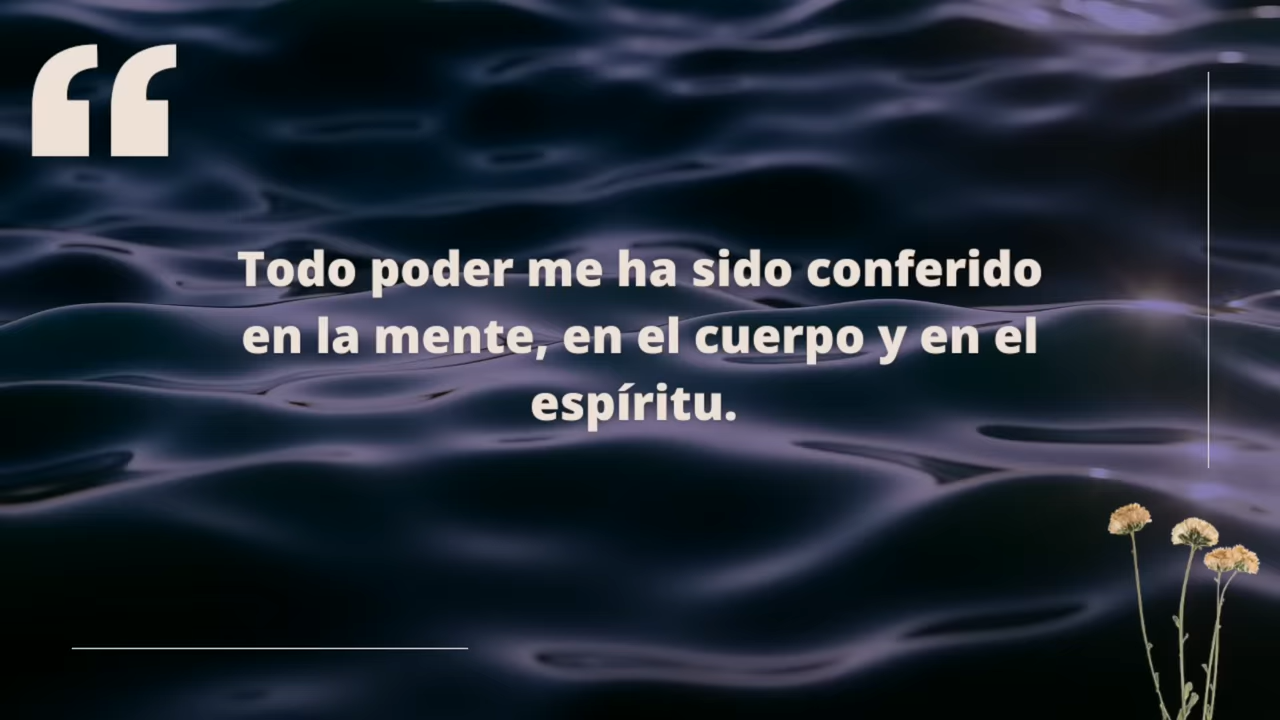 “
Todo poder me ha sido conferido
en la mente, en el cuerpo y en el
espíritu.